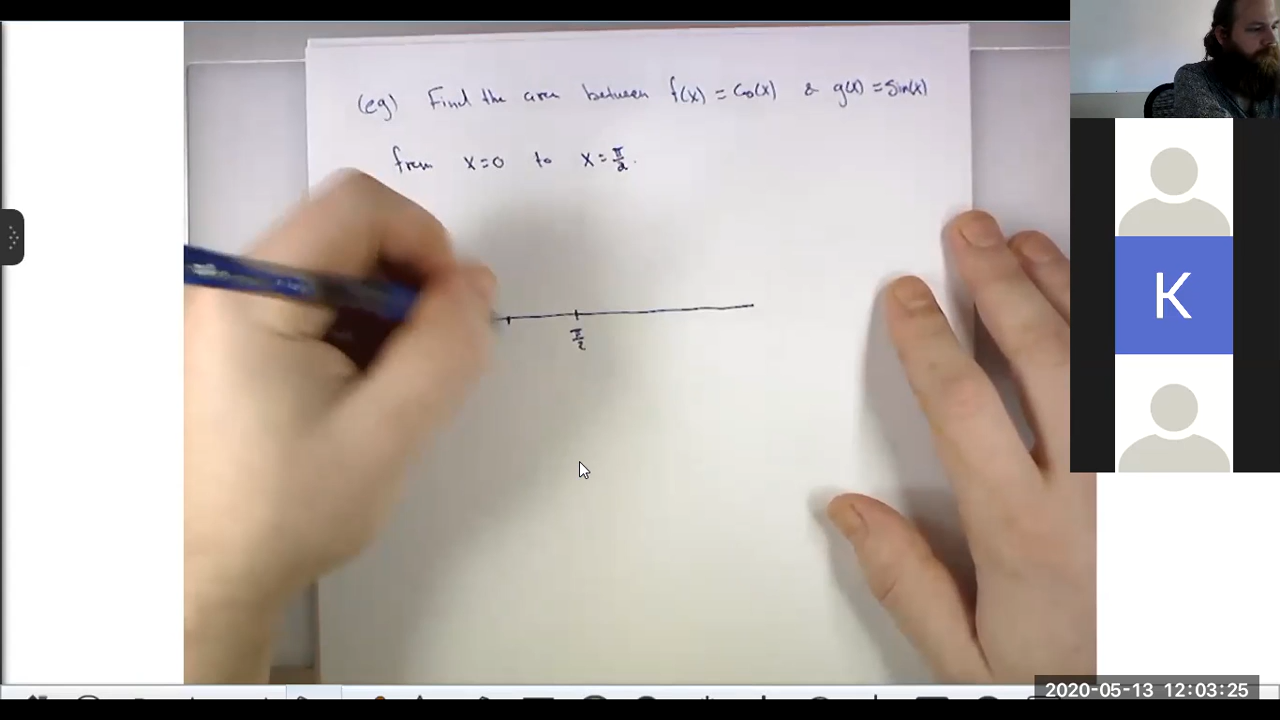 (eg) Find the area between f(x) = Cos(x) & g(x) = Sin(x)
from x=0 to x=π/2.
π/2
K
2020-05-13 12:03:25